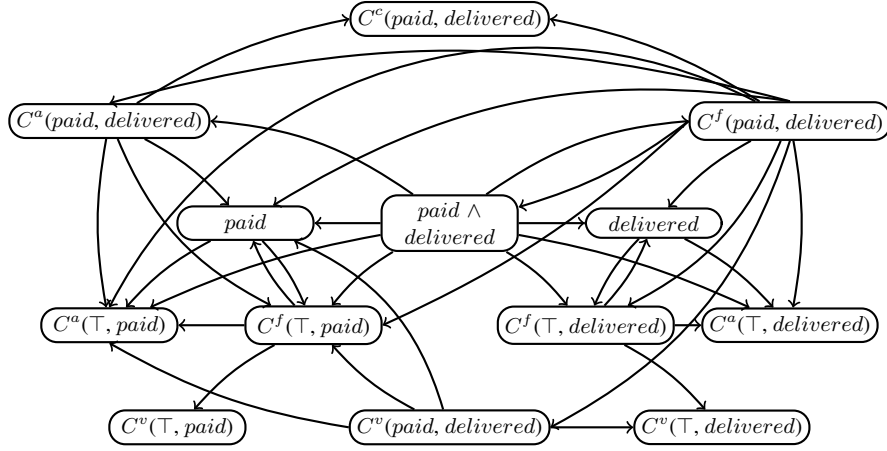 C^c(paid, delivered)
C^a(paid, delivered)
C^f(paid, delivered)
paid
paid ∧
delivered
delivered
C^a(⊤, paid)
C^f(⊤, paid)
C^f(⊤, delivered)
C^a(⊤, delivered)
C^v(⊤, paid)
C^v(paid, delivered)
C^v(⊤, delivered)